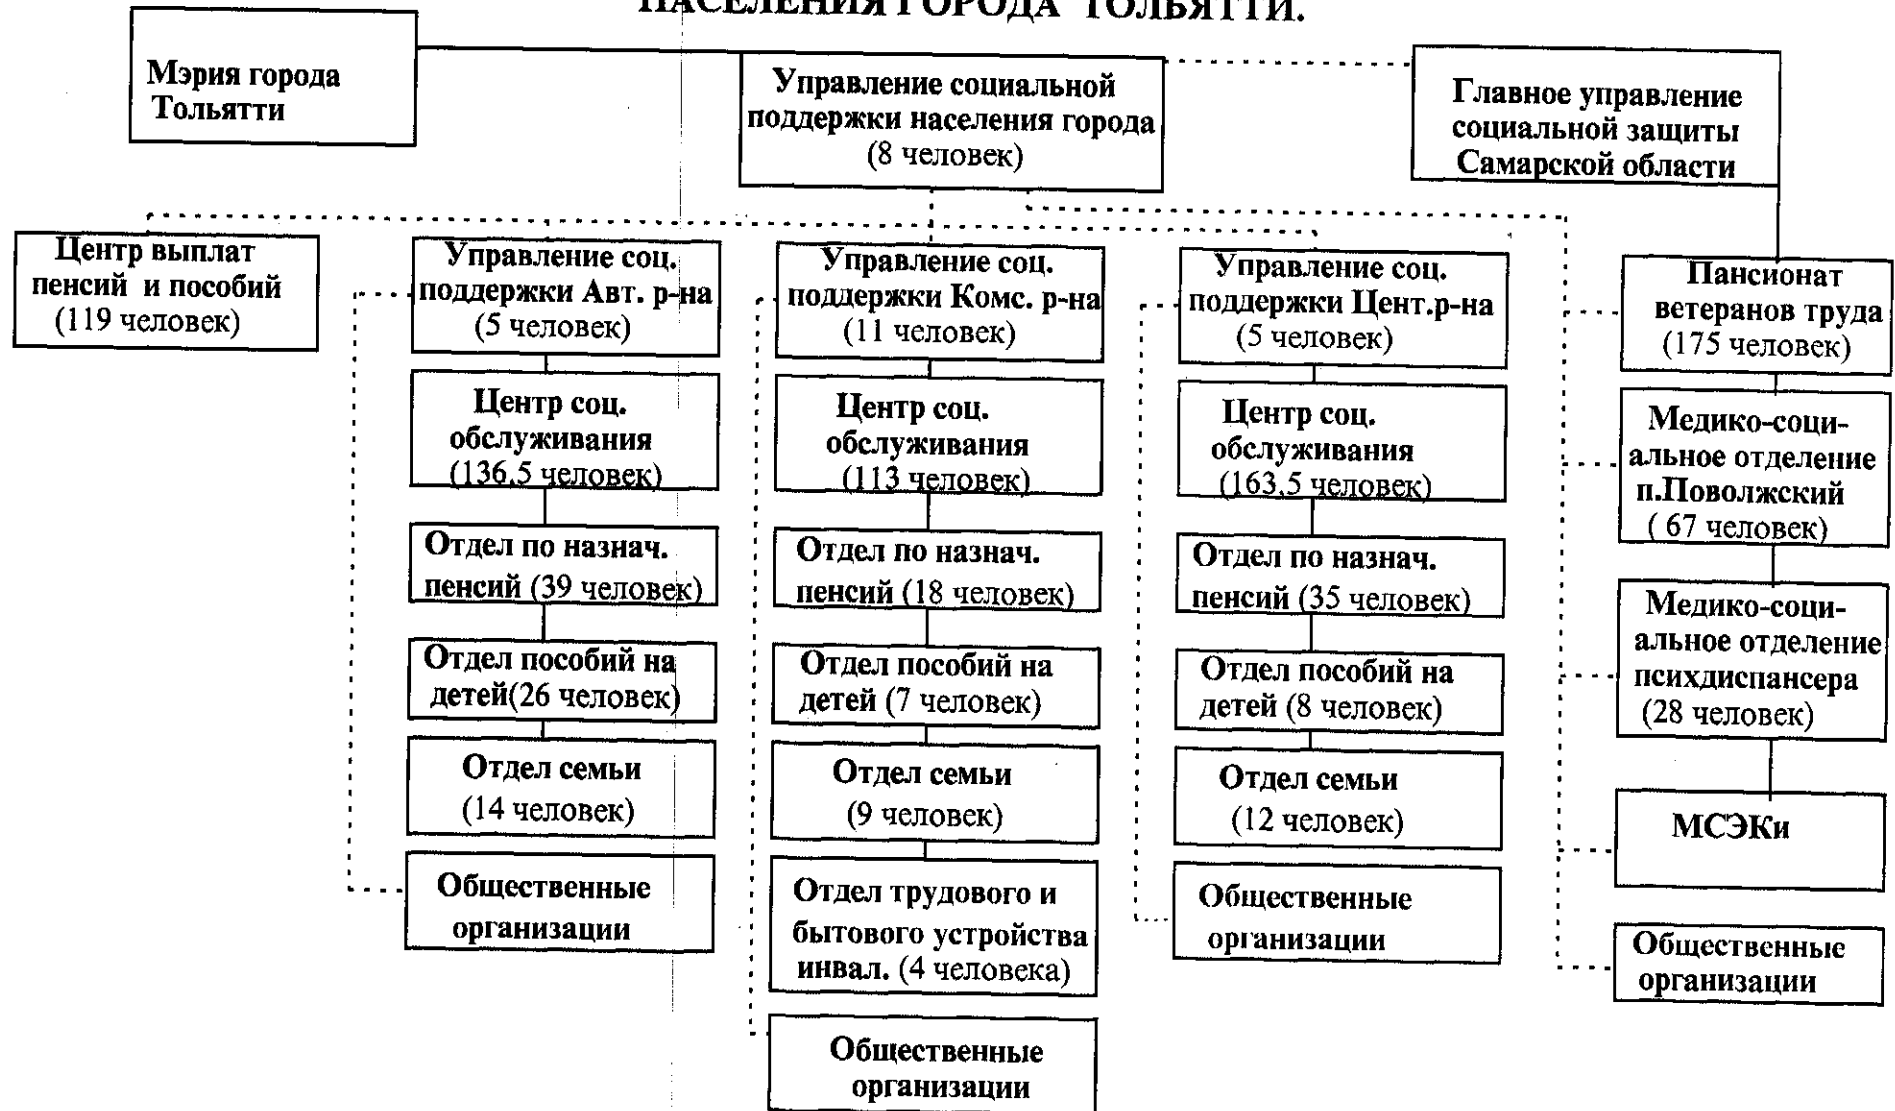 НАСЕЛЕНИЯ ГОРОДА ТОЛЬЯТТИ.
Мэрия города
Тольятти
Управление социальной
поддержки населения города
(8 человек)
Главное управление
социальной защиты
Самарской области
Центр выплат
пенсий и пособий
(119 человек)
Управление соц.
поддержки Авт. р-на
(5 человек)
Центр соц.
обслуживания
(136,5 человек)
Отдел по назнач.
пенсий (39 человек)
Отдел пособий на
детей(26 человек)
Отдел семьи
(14 человек)
Общественные
организации
Управление соц.
поддержки Комс. р-на
(11 человек)
Центр соц.
обслуживания
(113 человек)
Отдел по назнач.
пенсий (18 человек)
Отдел пособий на
детей (7 человек)
Отдел семьи
(9 человек)
Отдел трудового и
бытового устройства
инвал. (4 человека)
Общественные
организации
Управление соц.
поддержки Цент.р-на
(5 человек)
Центр соц.
обслуживания
(163,5 человек)
Отдел по назнач.
пенсий (35 человек)
Отдел пособий на
детей (8 человек)
Отдел семьи
(12 человек)
Общественные
организации
Пансионат
ветеранов труда
(175 человек)
Медико-соци-
альное отделение
п.Поволжский
( 67 человек)
Медико-соци-
альное отделение
психдиспансера
(28 человек)
МСЭКи
Общественные
организации